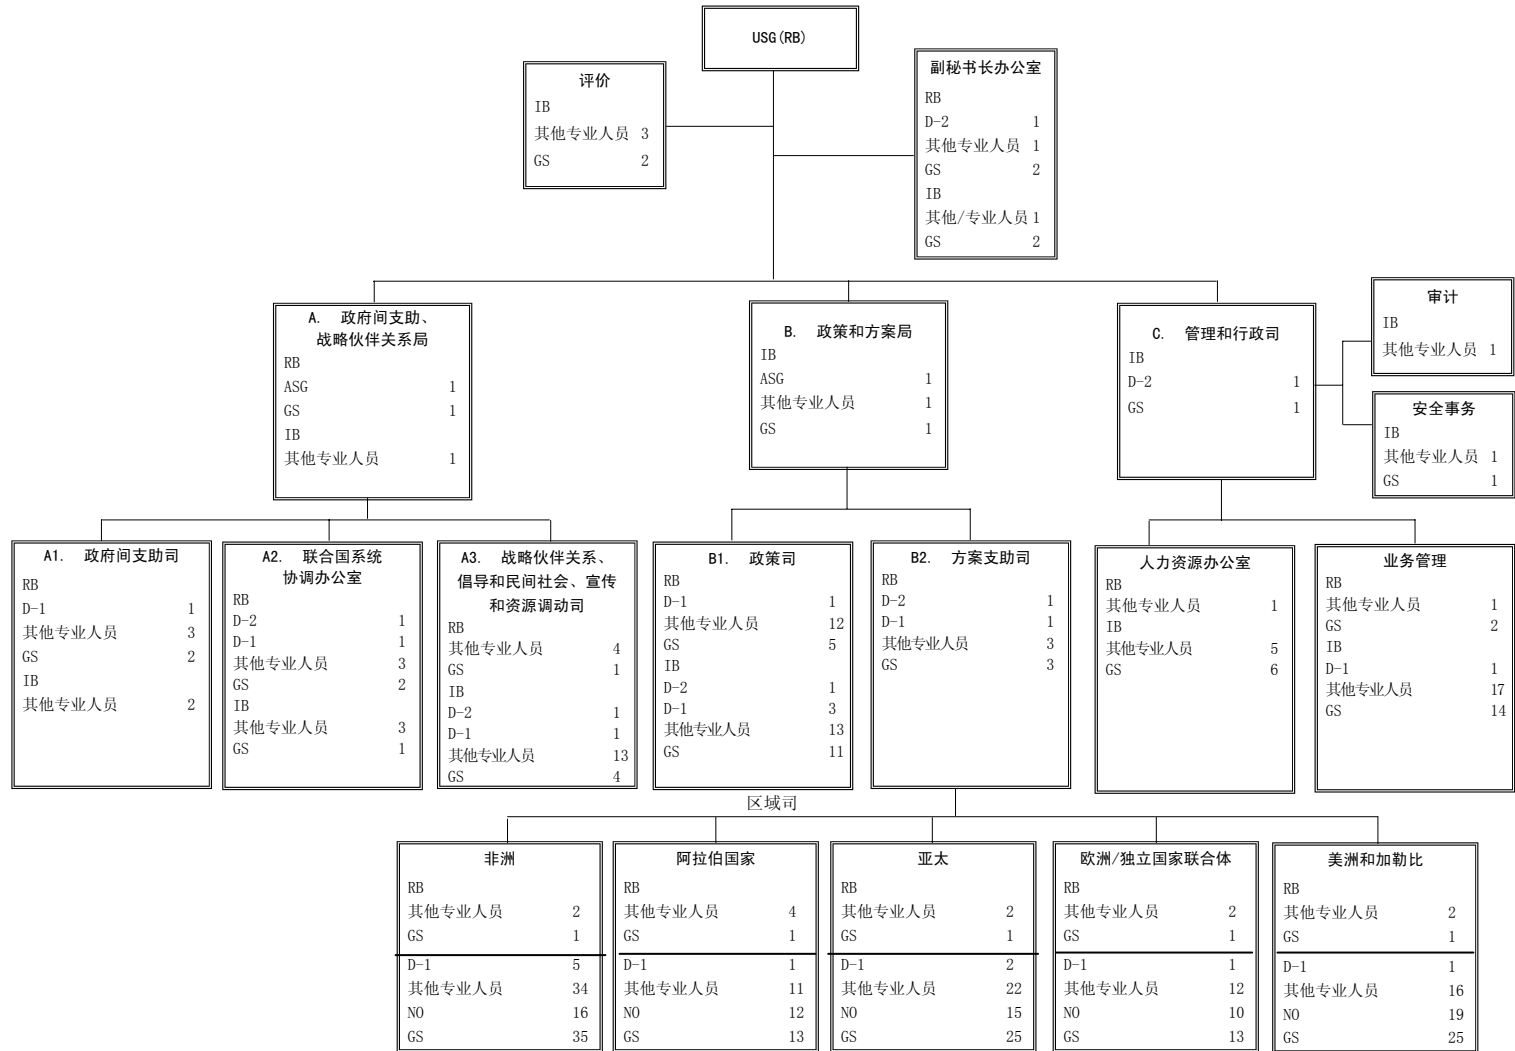 USG(RB)
评价
IB
其他专业人员 3
GS 2
副秘书长办公室
RB
D-2 1
其他专业人员 1
GS 2
IB
其他/专业人员 1
GS 2
A. 政府间支助、
战略伙伴关系局
RB
ASG 1
GS 1
IB
其他专业人员 1
B. 政策和方案局
IB
ASG 1
其他专业人员 1
GS 1
C. 管理和行政司
IB
D-2 1
GS 1
审计
IB
其他专业人员 1
安全事务
IB
其他专业人员 1
GS 1
A1. 政府间支助司
RB
D-1 1
其他专业人员 3
GS 2
IB
其他专业人员 2
A2. 联合国系统
协调办公室
RB
D-2 1
D-1 1
其他专业人员 3
GS 2
IB
其他专业人员 3
GS 1
A3. 战略伙伴关系、
倡导和民间社会、宣传
和资源调动司
RB
其他专业人员 4
GS 1
IB
D-2 1
D-1 1
其他专业人员 13
GS 4
B1. 政策司
RB
D-1 1
其他专业人员 12
GS 5
IB
D-2 1
D-1 3
其他专业人员 13
GS 11
B2. 方案支助司
RB
D-2 1
D-1 1
其他专业人员 3
GS 3
人力资源办公室
RB
其他专业人员 1
IB
其他专业人员 5
GS 6
业务管理
RB
其他专业人员 1
GS 2
IB
D-1 1
其他专业人员 17
GS 14
区域司
非洲
RB
其他专业人员 2
GS 1
D-1 5
其他专业人员 34
NO 16
GS 35
阿拉伯国家
RB
其他专业人员 4
GS 1
D-1 1
其他专业人员 11
NO 12
GS 13
亚太
RB
其他专业人员 2
GS 1
D-1 2
其他专业人员 22
NO 15
GS 25
欧洲/独立国家联合体
RB
其他专业人员 2
GS 1
D-1 1
其他专业人员 12
NO 10
GS 13
美洲和加勒比
RB
其他专业人员 2
GS 1
D-1 1
其他专业人员 16
NO 19
GS 25